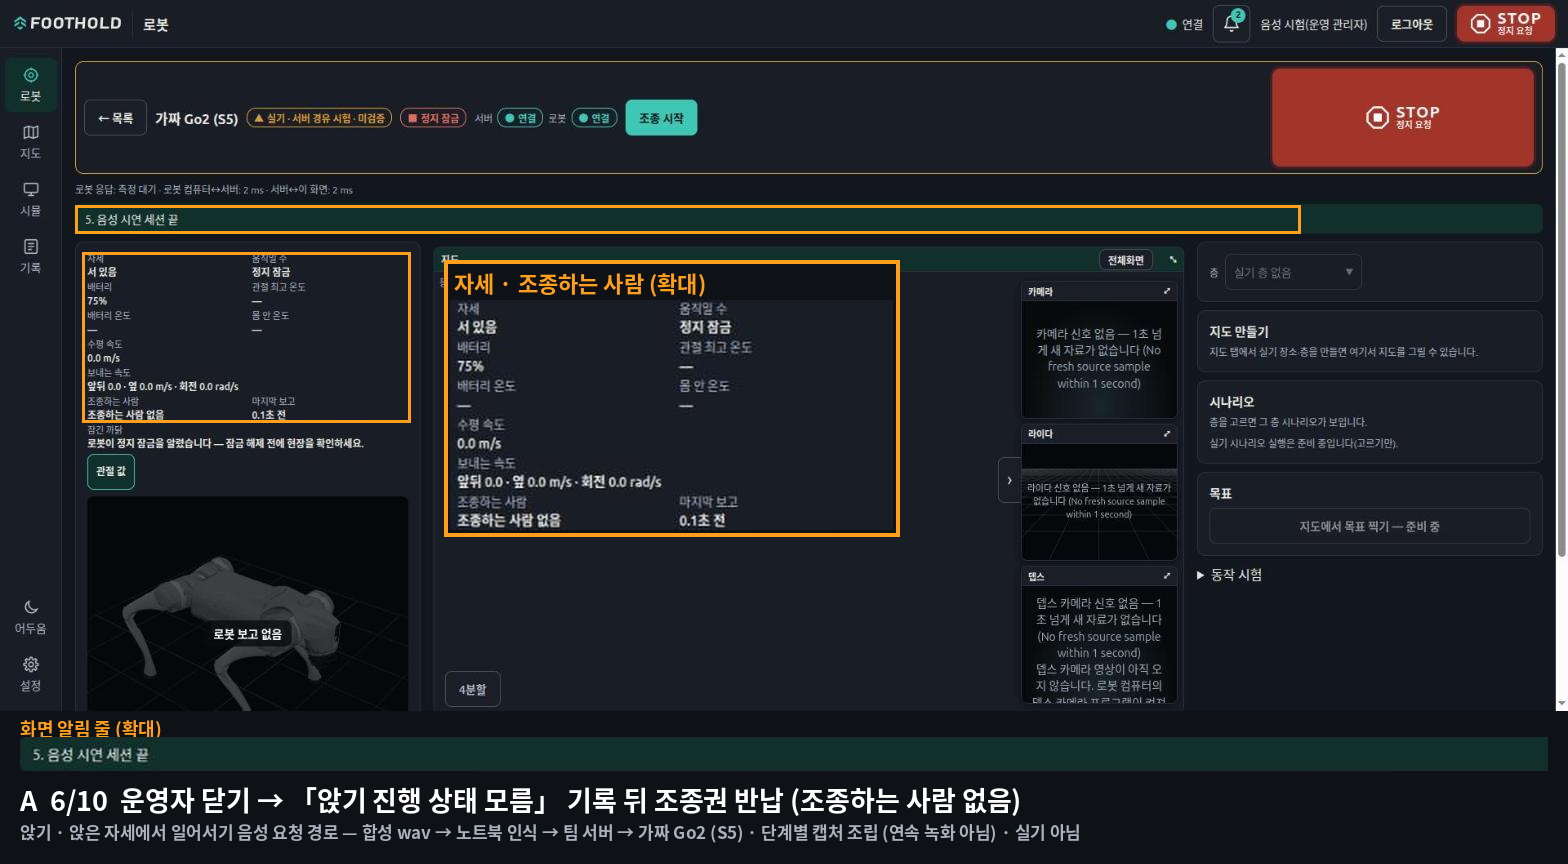 FOOTHOLD 로봇
연결 2 음성 시험(운영 관리자) 로그아웃 STOP 정지 요청
로봇
지도
시뮬
기록
어두움
설정
← 목록 가짜 Go2 (S5) 실기 · 서버 경유 시험 · 미검증 정지 잠금 서버 연결 로봇 연결 조종 시작
STOP
정지 요청
로봇 응답: 측정 대기 · 로봇 컴퓨터↔서버: 2 ms · 서버↔이 화면: 2 ms
5. 음성 시연 세션 끝
자세 움직일 수
서 있음 정지 잠금
배터리 관절 최고 온도
75% —
배터리 온도 몸 안 온도
— —
수평 속도
0.0 m/s
보내는 속도
앞뒤 0.0 · 옆 0.0 m/s · 회전 0.0 rad/s
조종하는 사람 마지막 보고
조종하는 사람 없음 0.1초 전
잠긴 까닭
로봇이 정지 잠금을 알렸습니다 — 잠금 해제 전에 현장을 확인하세요.
관절 값
로봇 보고 없음
지도 전체화면
자세 · 조종하는 사람 (확대)
자세 움직일 수
서 있음 정지 잠금
배터리 관절 최고 온도
75% —
배터리 온도 몸 안 온도
— —
수평 속도
0.0 m/s
보내는 속도
앞뒤 0.0 · 옆 0.0 m/s · 회전 0.0 rad/s
조종하는 사람 마지막 보고
조종하는 사람 없음 0.1초 전
4분할
카메라
카메라 신호 없음 — 1초 넘
게 새 자료가 없습니다 (No
fresh source sample
within 1 second)
라이다
라이다 신호 없음 — 1초 넘게 새 자료가
없습니다 (No fresh source sample
within 1 second)
뎁스
뎁스 카메라 신호 없음 — 1
초 넘게 새 자료가 없습니다
(No fresh source sample
within 1 second)
뎁스 카메라 영상이 아직 오
지 않습니다. 로봇 컴퓨터의
뎁스 카메라 프로그램이 켜져
층 실기 층 없음
지도 만들기
지도 탭에서 실기 장소·층을 만들면 여기서 지도를 그릴 수 있습니다.
시나리오
층을 고르면 그 층 시나리오가 보입니다.
실기 시나리오 실행은 준비 중입니다(고르기만).
목표
지도에서 목표 찍기 — 준비 중
▶ 동작 시험
화면 알림 줄 (확대)
5. 음성 시연 세션 끝
A 6/10 운영자 닫기 → 「앉기 진행 상태 모름」 기록 뒤 조종권 반납 (조종하는 사람 없음)
앉기 · 앉은 자세에서 일어서기 음성 요청 경로 — 합성 wav → 노트북 인식 → 팀 서버 → 가짜 Go2 (S5) · 단계별 캡처 조립 (연속 녹화 아님) · 실기 아님